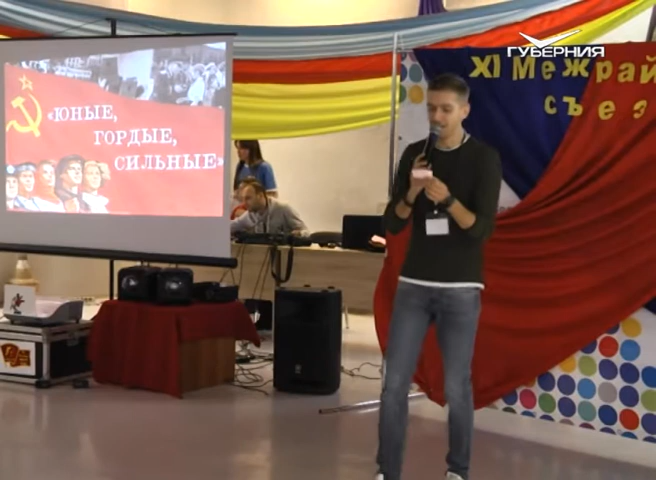 ГУБЕРНИЯ
XI Межрай
съез
«ЮНЫЕ,
ГОРДЫЕ,
СИЛЬНЫЕ»